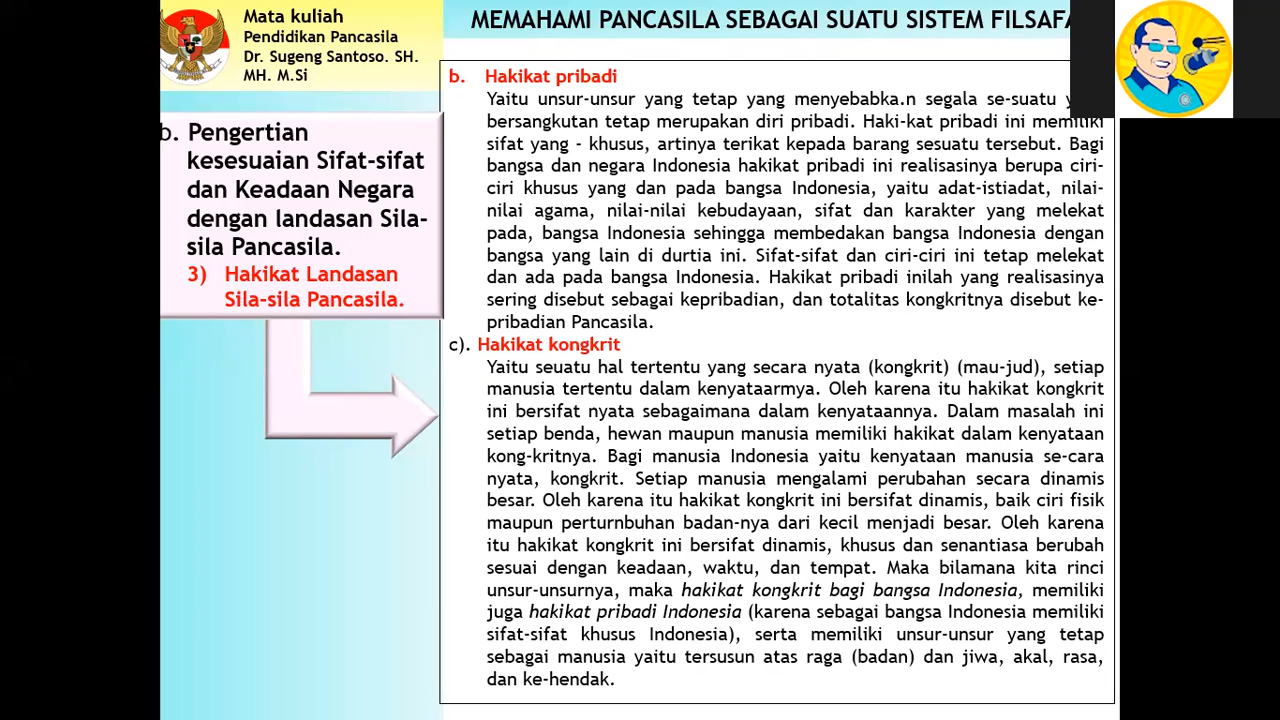 Mata kuliah
Pendidikan Pancasila
Dr. Sugeng Santoso. SH.
MH. M.Si
MEMAHAMI PANCASILA SEBAGAI SUATU SISTEM
b. Pengertian
kesesuaian Sifat-sifat
dan Keadaan Negara
dengan landasan Sila-
sila Pancasila.
3) Hakikat Landasan
Sila-sila Pancasila.
b. Hakikat pribadi
Yaitu unsur-unsur yang tetap yang menyebabka.n segala se-suatu
bersangkutan tetap merupakan diri pribadi. Haki-kat pribadi ini memiliki
sifat yang - khusus, artinya terikat kepada barang sesuatu tersebut. Bagi
bangsa dan negara Indonesia hakikat pribadi ini realisasinya berupa ciri-
ciri khusus yang dan pada bangsa Indonesia, yaitu adat-istiadat, nilai-
nilai agama, nilai-nilai kebudayaan, sifat dan karakter yang melekat
pada, bangsa Indonesia sehingga membedakan bangsa Indonesia dengan
bangsa yang lain di durtia ini. Sifat-sifat dan ciri-ciri ini tetap melekat
dan ada pada bangsa Indonesia. Hakikat pribadi inilah yang realisasinya
sering disebut sebagai kepribadian, dan totalitas kongkritnya disebut ke-
pribadian Pancasila.
c). Hakikat kongkrit
Yaitu seuatu hal tertentu yang secara nyata (kongkrit) (mau-jud), setiap
manusia tertentu dalam kenyataarmya. Oleh karena itu hakikat kongkrit
ini bersifat nyata sebagaimana dalam kenyataannya. Dalam masalah ini
setiap benda, hewan maupun manusia memiliki hakikat dalam kenyataan
kong-kritnya. Bagi manusia Indonesia yaitu kenyataan manusia se-cara
nyata, kongkrit. Setiap manusia mengalami perubahan secara dinamis
besar. Oleh karena itu hakikat kongkrit ini bersifat dinamis, baik ciri fisik
maupun perturnbuhan badan-nya dari kecil menjadi besar. Oleh karena
itu hakikat kongkrit ini bersifat dinamis, khusus dan senantiasa berubah
sesuai dengan keadaan, waktu, dan tempat. Maka bilamana kita rinci
unsur-unsurnya, maka hakikat kongkrit bagi bangsa Indonesia, memiliki
juga hakikat pribadi Indonesia (karena sebagai bangsa Indonesia memiliki
sifat-sifat khusus Indonesia), serta memiliki unsur-unsur yang tetap
sebagai manusia yaitu tersusun atas raga (badan) dan jiwa, akal, rasa,
dan ke-hendak.